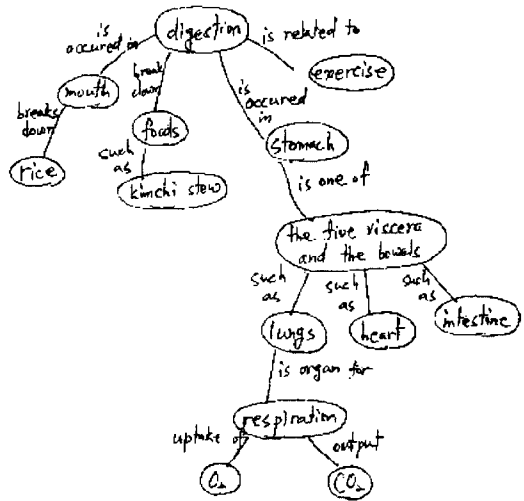 is
occured in
digestion
is related to
exercise
mouth
breaks
down
rice
break
down
foods
such
as
kimchi stew
is
occured
in
stomach
is one of
the five viscera
and the bowals
such
as
lungs
such
as
heart
such
as
intestine
is organ for
respiration
uptake of
O₂
output
CO₂